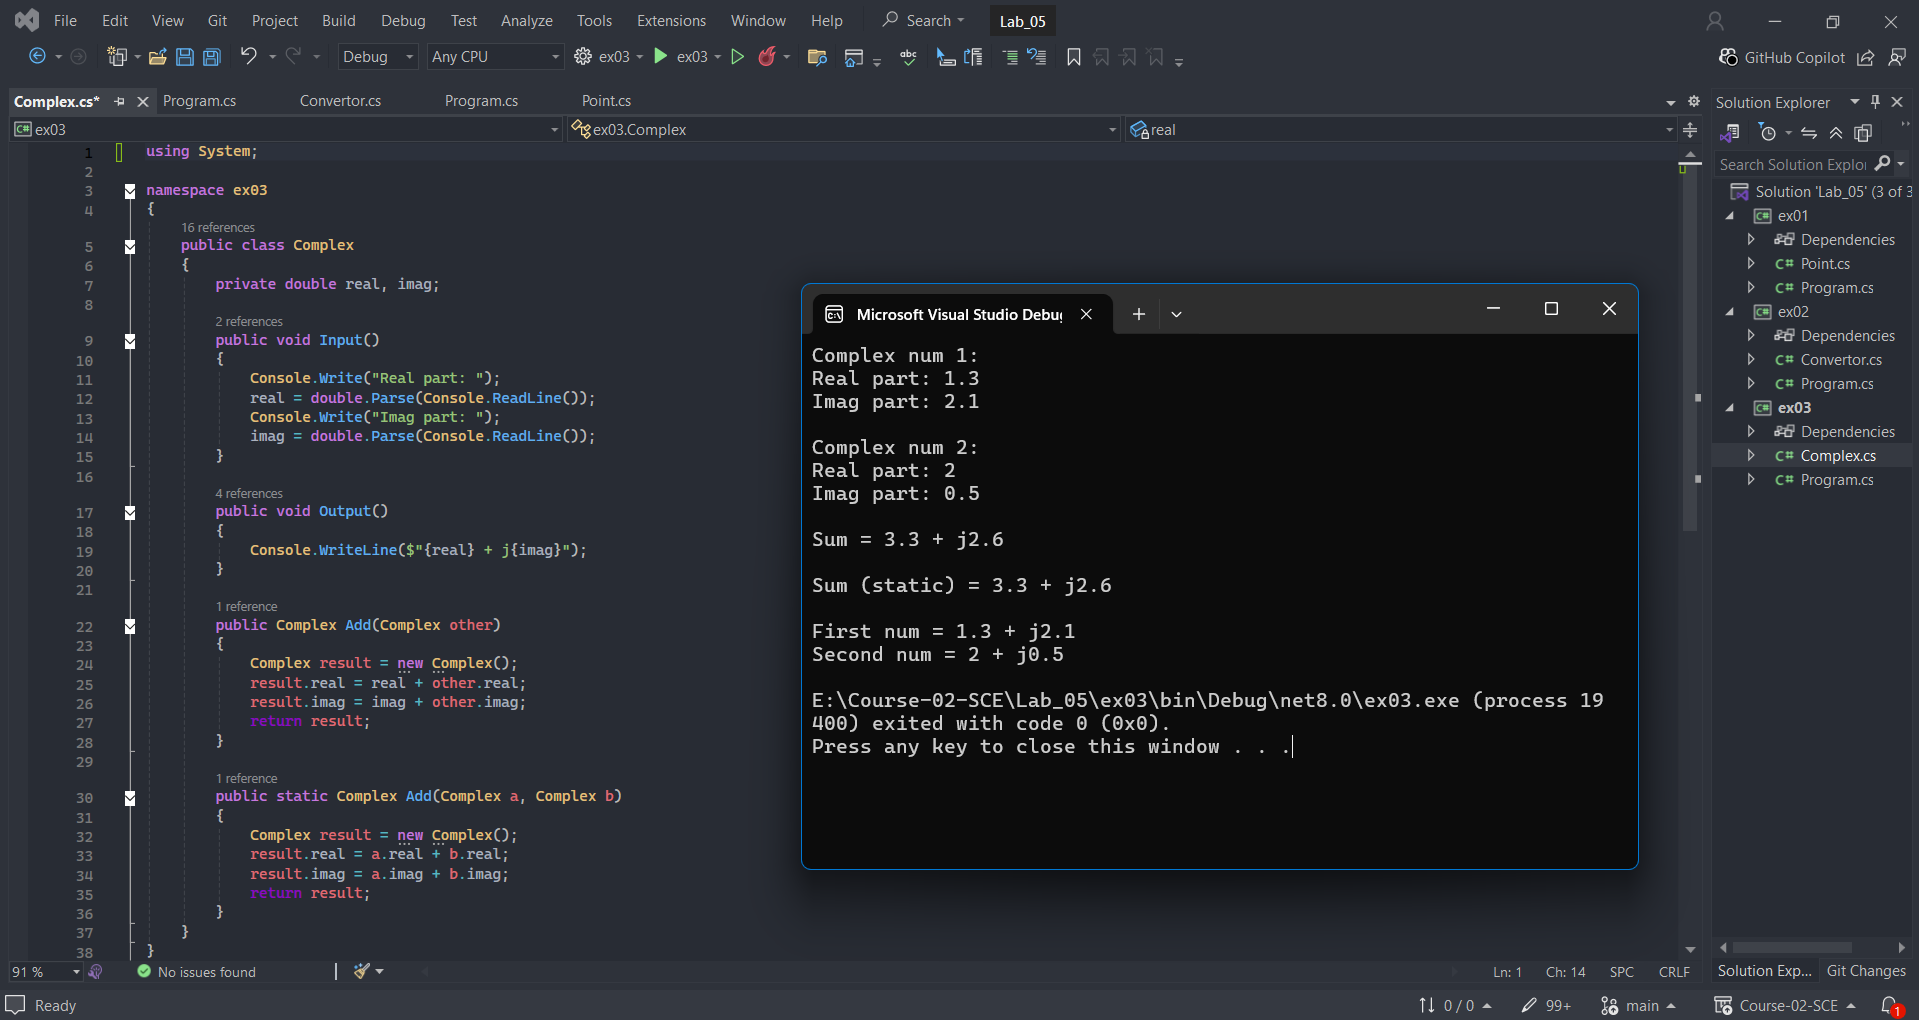 File Edit View Git Project Build Debug Test Analyze Tools Extensions Window Help Search Lab_05
Debug Any CPU ex03 ex03 abc GitHub Copilot
Complex.cs* Program.cs Convertor.cs Program.cs Point.cs
ex03 ex03.Complex real
1 using System;
2
3 namespace ex03
4 {
16 references
5 public class Complex
6 {
7 private double real, imag;
8
2 references
9 public void Input()
10 {
11 Console.Write("Real part: ");
12 real = double.Parse(Console.ReadLine());
13 Console.Write("Imag part: ");
14 imag = double.Parse(Console.ReadLine());
15 }
16
4 references
17 public void Output()
18 {
19 Console.WriteLine($"{real} + j{imag}");
20 }
21
1 reference
22 public Complex Add(Complex other)
23 {
24 Complex result = new Complex();
25 result.real = real + other.real;
26 result.imag = imag + other.imag;
27 return result;
28 }
29
1 reference
30 public static Complex Add(Complex a, Complex b)
31 {
32 Complex result = new Complex();
33 result.real = a.real + b.real;
34 result.imag = a.imag + b.imag;
35 return result;
36 }
37 }
38 }
Microsoft Visual Studio Debu
Complex num 1:
Real part: 1.3
Imag part: 2.1
Complex num 2:
Real part: 2
Imag part: 0.5
Sum = 3.3 + j2.6
Sum (static) = 3.3 + j2.6
First num = 1.3 + j2.1
Second num = 2 + j0.5
E:\Course-02-SCE\Lab_05\ex03\bin\Debug\net8.0\ex03.exe (process 19
400) exited with code 0 (0x0).
Press any key to close this window . . .
Solution Explorer
Search Solution Explo
Solution 'Lab_05' (3 of 3
C# ex01
Dependencies
C# Point.cs
C# Program.cs
C# ex02
Dependencies
C# Convertor.cs
C# Program.cs
C# ex03
Dependencies
C# Complex.cs
C# Program.cs
91 % No issues found Ln: 1 Ch: 14 SPC CRLF
Solution Exp... Git Changes
Ready 0 / 0 99+ main Course-02-SCE 1